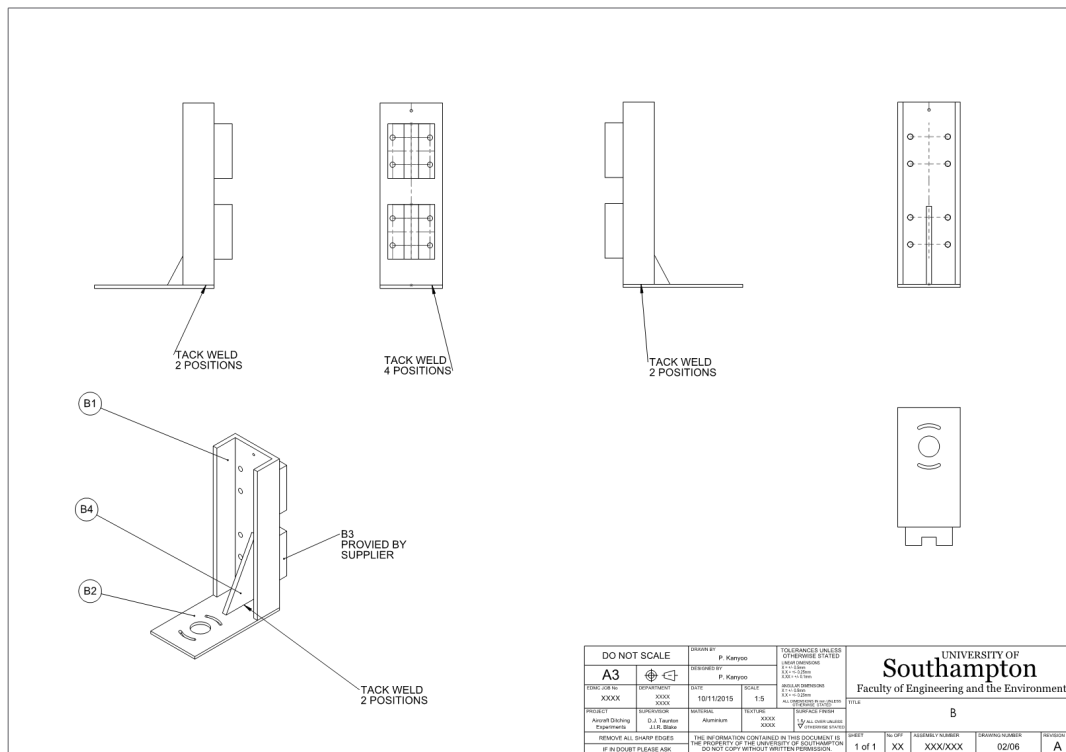 TACK WELD
2 POSITIONS
TACK WELD
4 POSITIONS
TACK WELD
2 POSITIONS
B1
B4
B2
B3
PROVIED BY
SUPPLIER
TACK WELD
2 POSITIONS
DO NOT SCALE
A3
EDMC JOB No
XXXX
DEPARTMENT
XXXX
XXXX
PROJECT
Aircraft Ditching
Experiments
SUPERVISOR
D.J. Taunton
J.I.R. Blake
REMOVE ALL SHARP EDGES
IF IN DOUBT PLEASE ASK
DRAWN BY
P. Kanyoo
DESIGNED BY
P. Kanyoo
DATE
10/11/2015
SCALE
1:5
MATERIAL
Aluminium
TEXTURE
XXXX
XXXX
TOLERANCES UNLESS
OTHERWISE STATED
LINEAR DIMENSIONS
ANGULAR DIMENSIONS
SURFACE FINISH
ALL OVER UNLESS
OTHERWISE STATED
THE INFORMATION CONTAINED IN THIS DOCUMENT IS
THE PROPERTY OF THE UNIVERSITY OF SOUTHAMPTON
DO NOT COPY WITHOUT WRITTEN PERMISSION.
UNIVERSITY OF
Southampton
Faculty of Engineering and the Environment
TITLE
B
SHEET
1 of 1
No OFF
XX
ASSEMBLY NUMBER
XXX/XXX
DRAWING NUMBER
02/06
REVISION
A